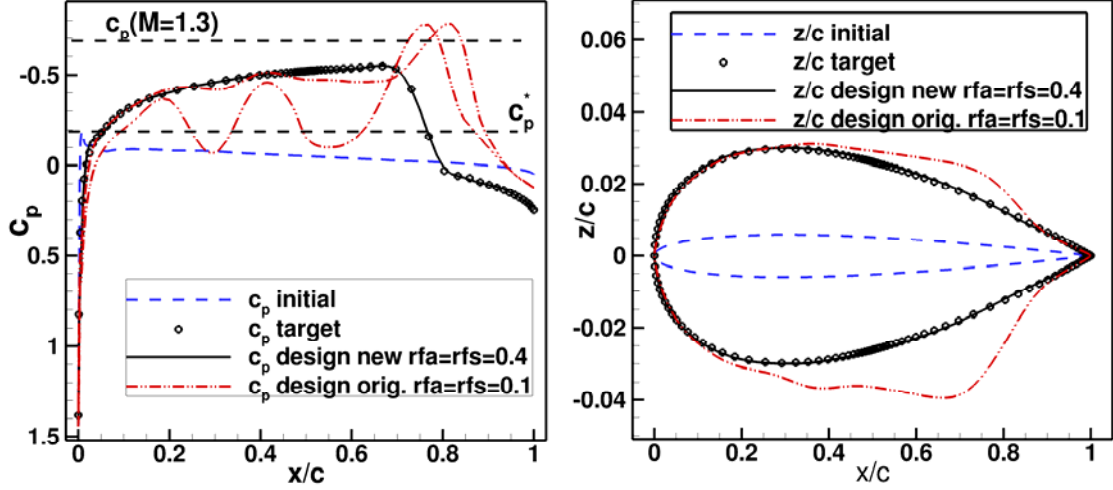 c_p(M=1.3)
-0.5
0
0.5
1
1.5
c_p
c_p^*
c_p initial
c_p target
c_p design new rfa=rfs=0.4
c_p design orig. rfa=rfs=0.1
0 0.2 0.4 0.6 0.8 1
x/c
0.06
0.04
0.02
0
-0.02
-0.04
z/c
z/c initial
z/c target
z/c design new rfa=rfs=0.4
z/c design orig. rfa=rfs=0.1
0 0.2 0.4 0.6 0.8 1
x/c